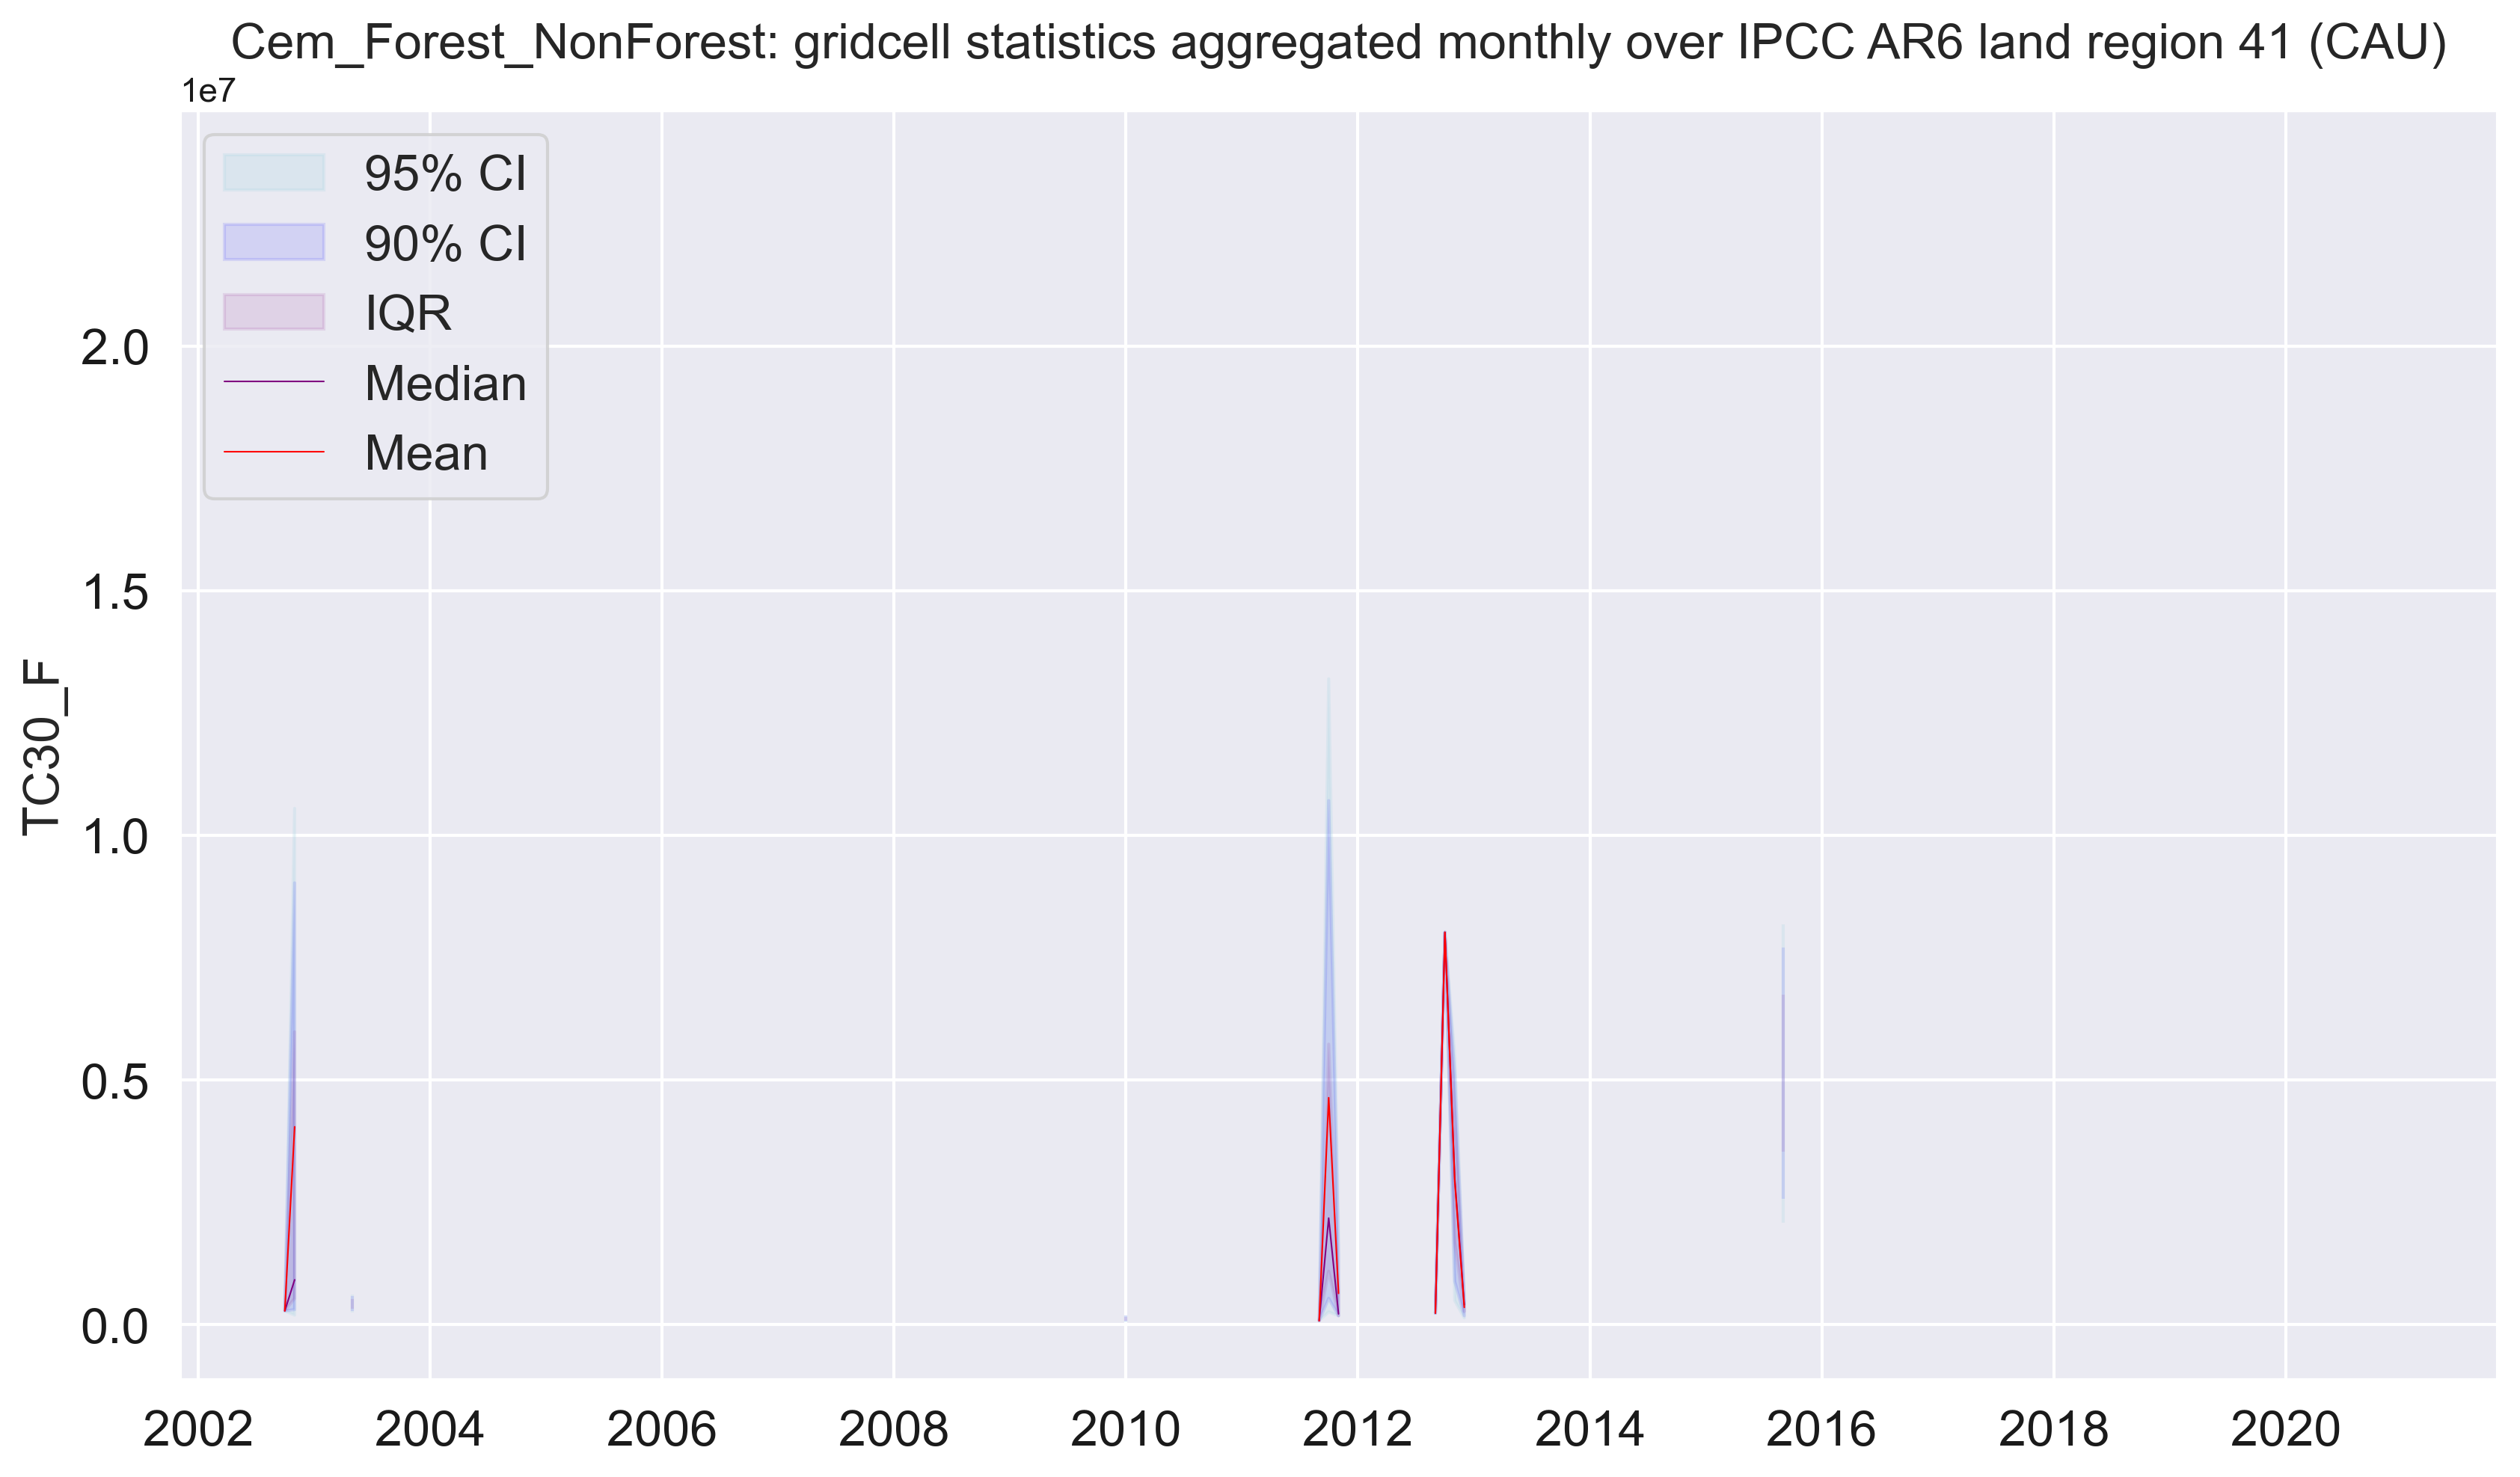 Cem_Forest_NonForest: gridcell statistics aggregated monthly over IPCC AR6 land region 41 (CAU)
1e7
95% CI
90% CI
IQR
Median
Mean
TC30_F
2.0
1.5
1.0
0.5
0.0
2002 2004 2006 2008 2010 2012 2014 2016 2018 2020